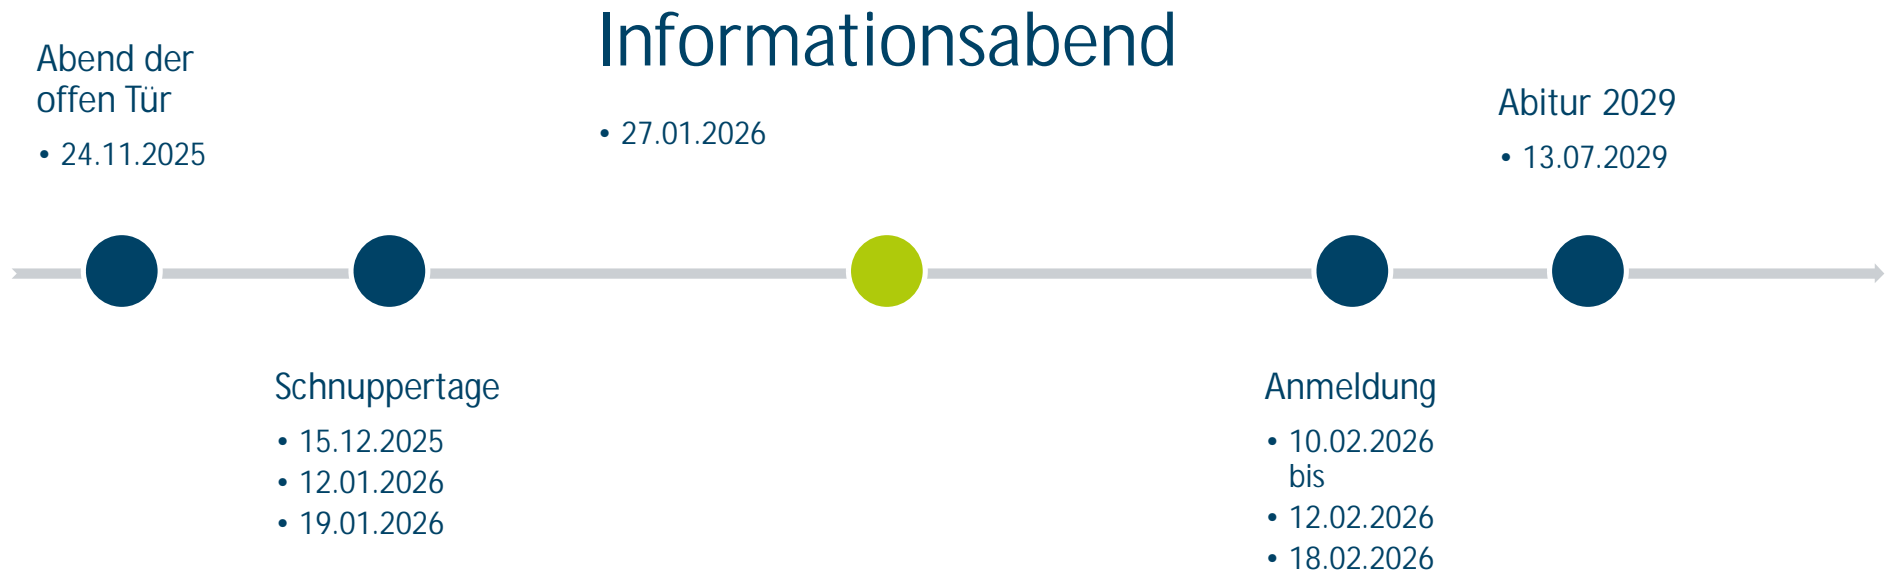 Abend der
offen Tür
• 24.11.2025
Schnuppertage
• 15.12.2025
• 12.01.2026
• 19.01.2026
Informationsabend
• 27.01.2026
Anmeldung
• 10.02.2026
bis
• 12.02.2026
• 18.02.2026
Abitur 2029
• 13.07.2029